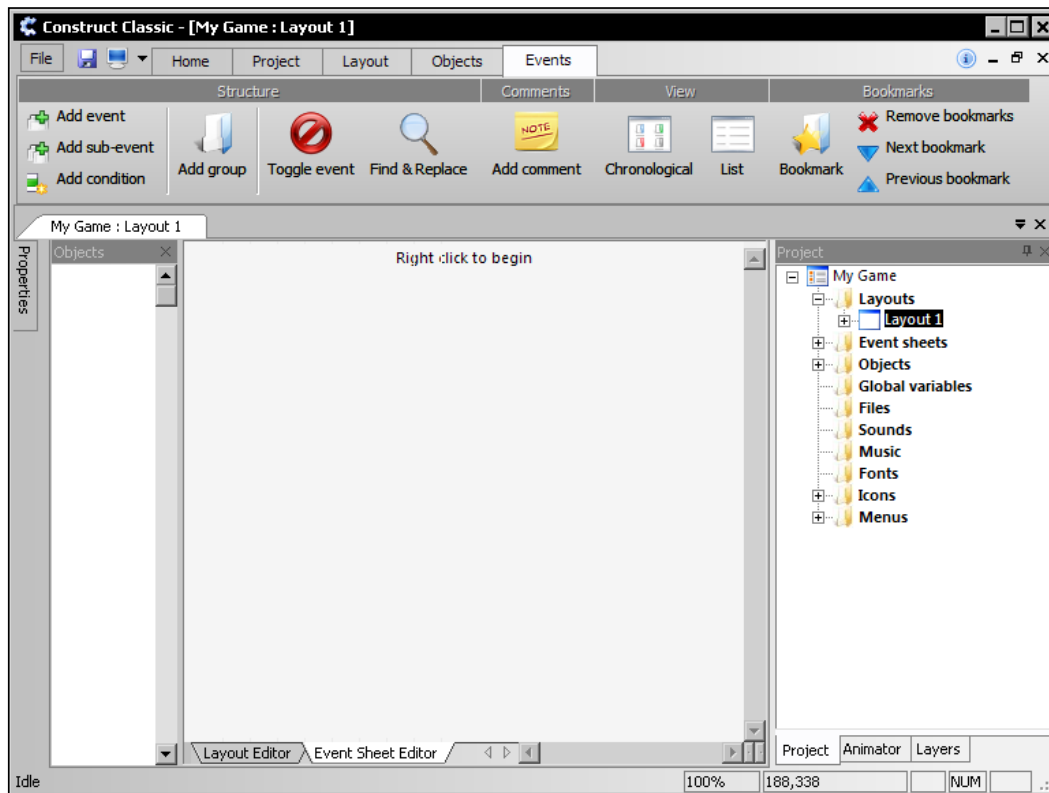 Construct Classic - [My Game : Layout 1]
File Home Project Layout Objects Events
Structure Comments View Bookmarks
Add event
Add sub-event
Add condition
Add group
Toggle event
Find & Replace
NOTE
Add comment
Chronological
List
Bookmark
Remove bookmarks
Next bookmark
Previous bookmark
My Game : Layout 1
Properties
Objects
Right click to begin
Project
My Game
Layouts
Layout 1
Event sheets
Objects
Global variables
Files
Sounds
Music
Fonts
Icons
Menus
Layout Editor Event Sheet Editor
Project Animator Layers
Idle 100% 188,338 NUM